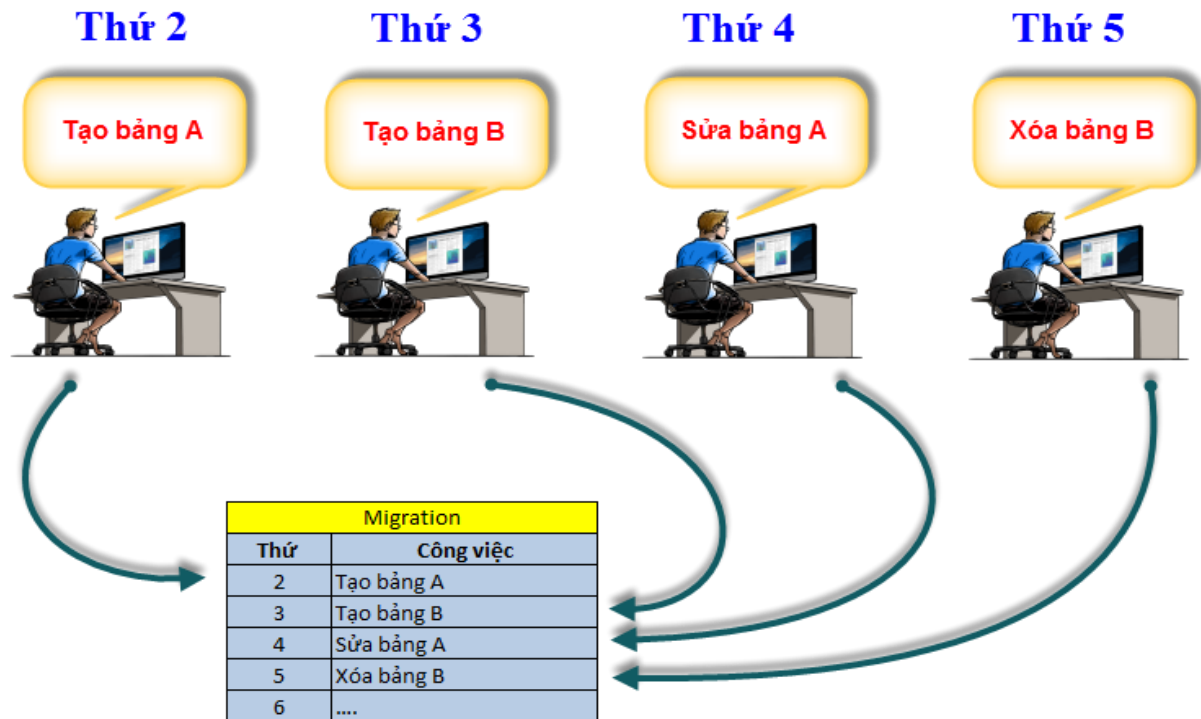 Thứ 2
Thứ 3
Thứ 4
Thứ 5
Tạo bảng A
Tạo bảng B
Sửa bảng A
Xóa bảng B
Migration
Thứ Công việc
2 Tạo bảng A
3 Tạo bảng B
4 Sửa bảng A
5 Xóa bảng B
6 ....